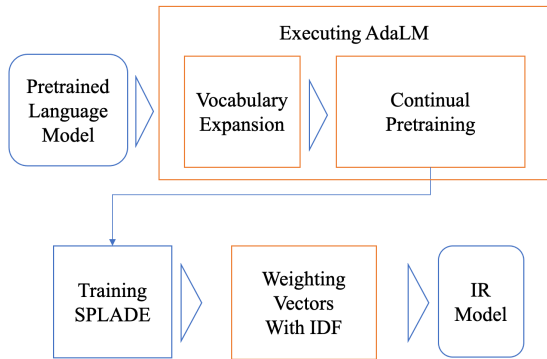 Executing AdaLM
Pretrained
Language
Model
Vocabulary
Expansion
Continual
Pretraining
Training
SPLADE
Weighting
Vectors
With IDF
IR
Model